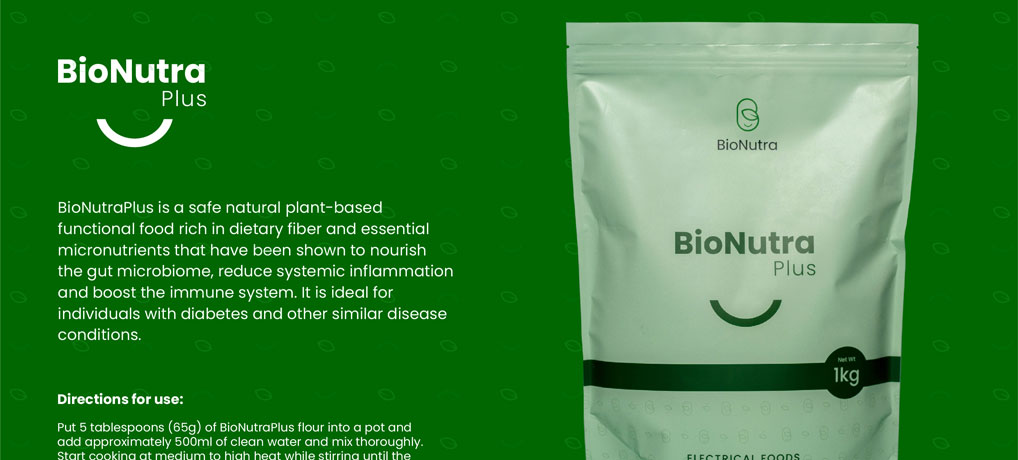 BioNutra
Plus
BioNutraPlus is a safe natural plant-based
functional food rich in dietary fiber and essential
micronutrients that have been shown to nourish
the gut microbiome, reduce systemic inflammation
and boost the immune system. It is ideal for
individuals with diabetes and other similar disease
conditions.
Directions for use:
Put 5 tablespoons (65g) of BioNutraPlus flour into a pot and
add approximately 500ml of clean water and mix thoroughly.
Start cooking at medium to high heat while stirring until the
BioNutra
BioNutra
Plus
Net Wt
1kg
ELECTRICAL FOODS